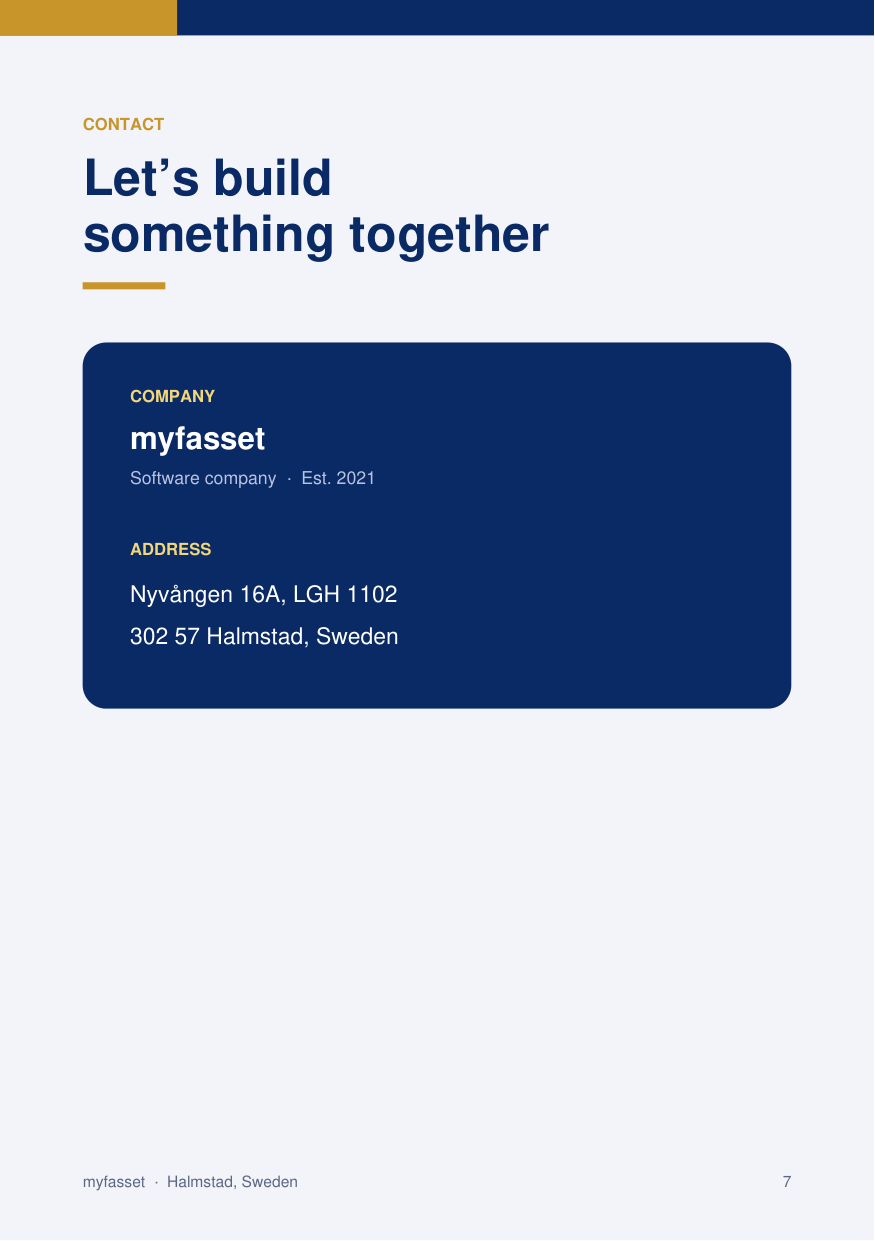 CONTACT
Let’s build
something together
COMPANY
myfasset
Software company · Est. 2021
ADDRESS
Nyvången 16A, LGH 1102
302 57 Halmstad, Sweden
myfasset · Halmstad, Sweden
7